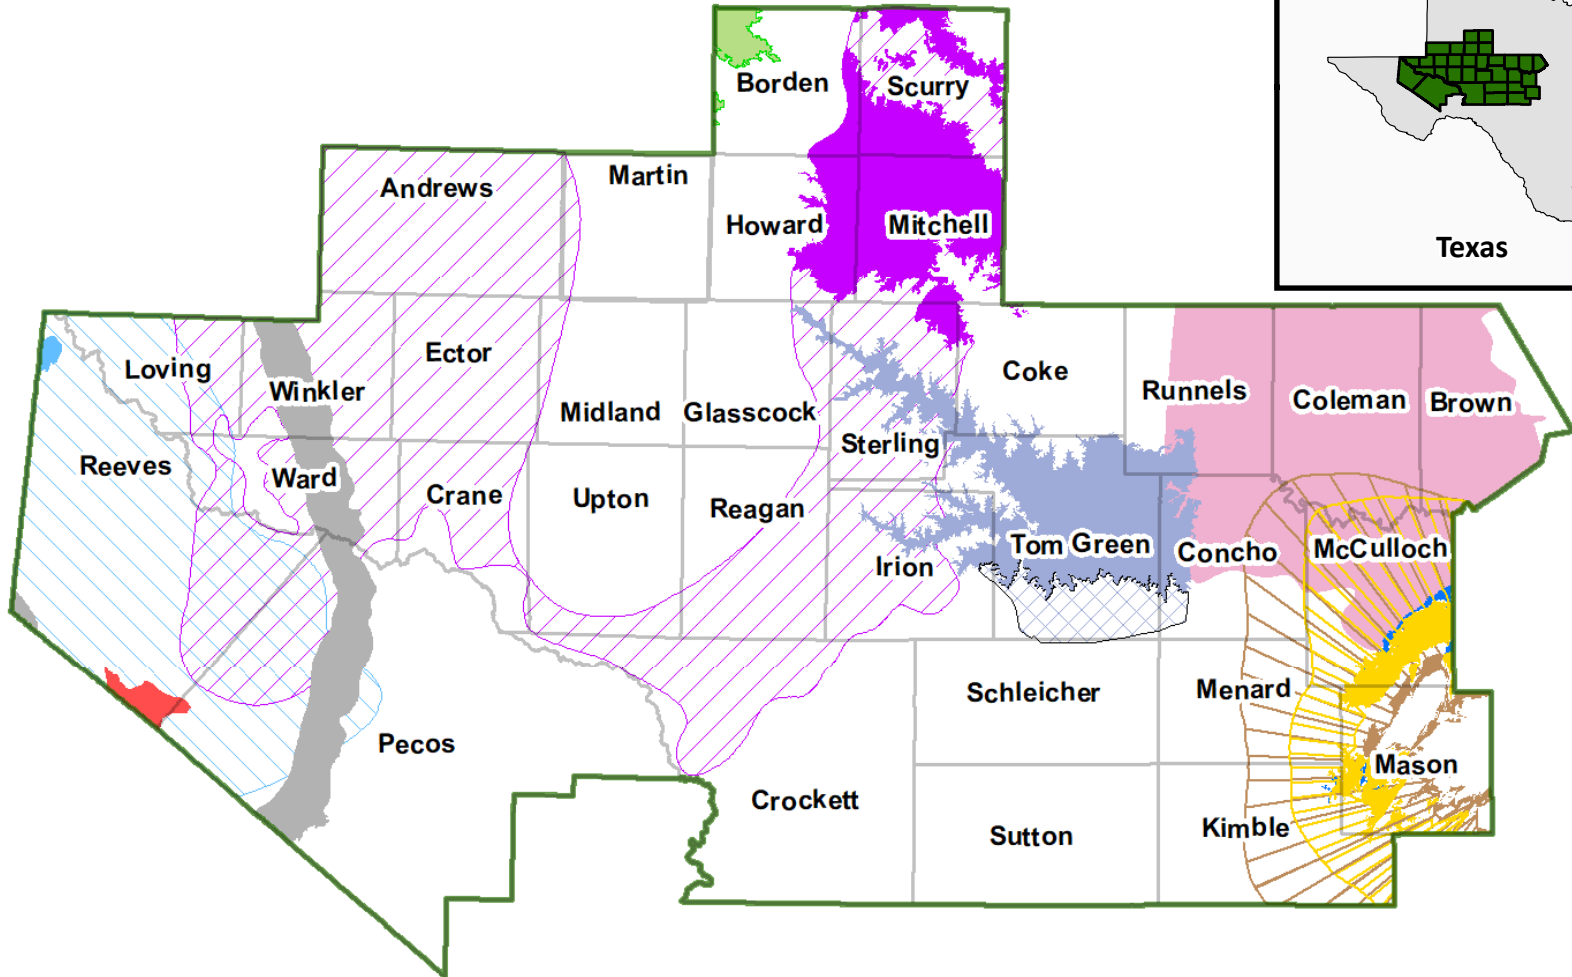 Borden
Scurry
Andrews
Martin
Howard
Mitchell
Texas
Loving
Winkler
Ector
Midland
Glasscock
Sterling
Coke
Runnels
Coleman
Brown
Reeves
Ward
Crane
Upton
Reagan
Irion
Tom Green
Concho
McCulloch
Pecos
Crockett
Schleicher
Menard
Mason
Sutton
Kimble